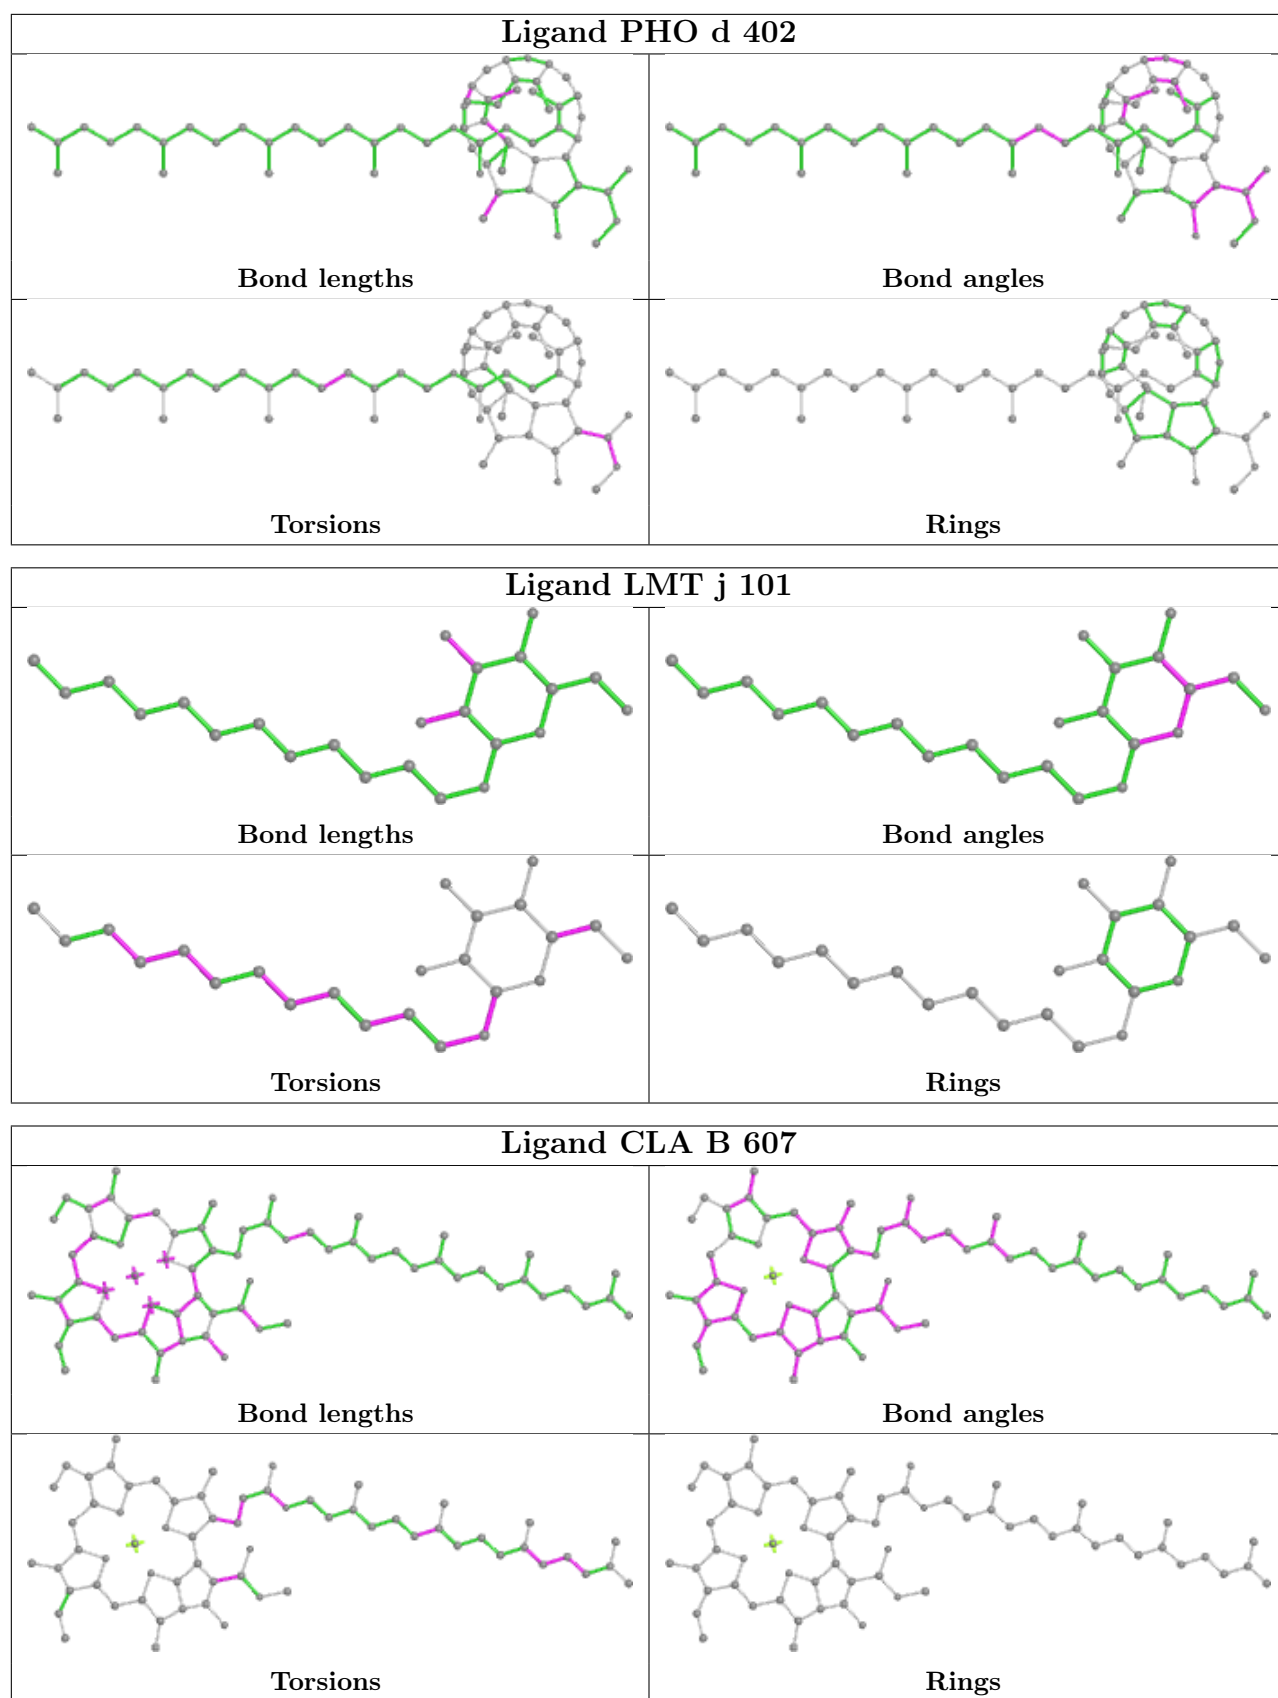 Ligand PHO d 402
Bond lengths
Bond angles
Torsions
Rings
Ligand LMT j 101
Bond lengths
Bond angles
Torsions
Rings
Ligand CLA B 607
Bond lengths
Bond angles
Torsions
Rings